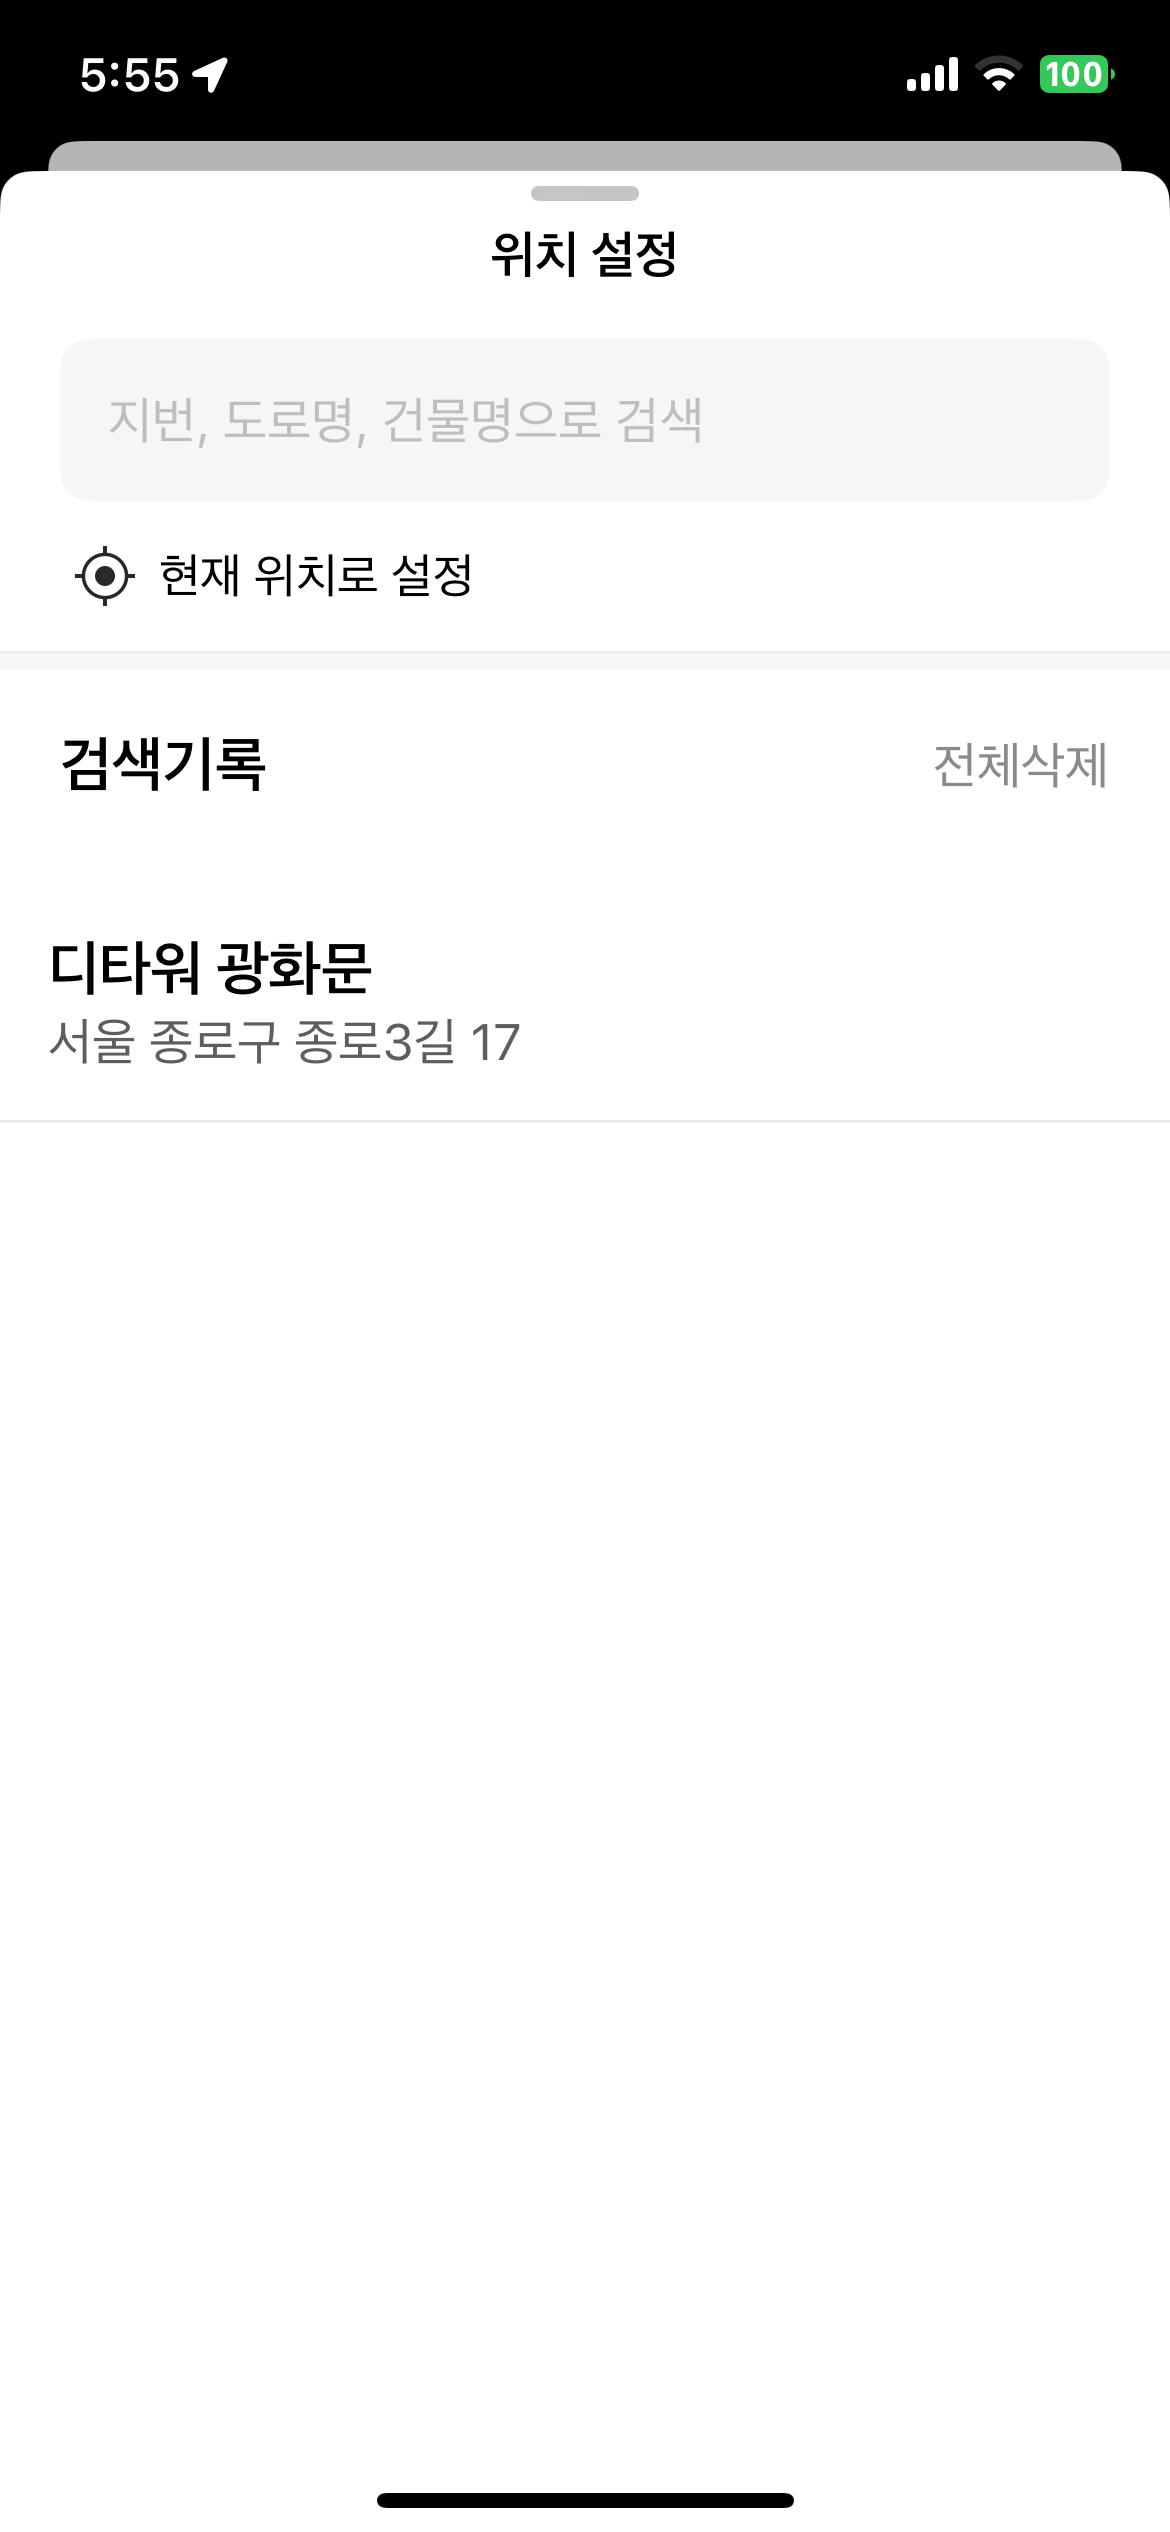 5:55
100
위치 설정
지번, 도로명, 건물명으로 검색
현재 위치로 설정
검색기록
전체삭제
디타워 광화문
서울 종로구 종로3길 17